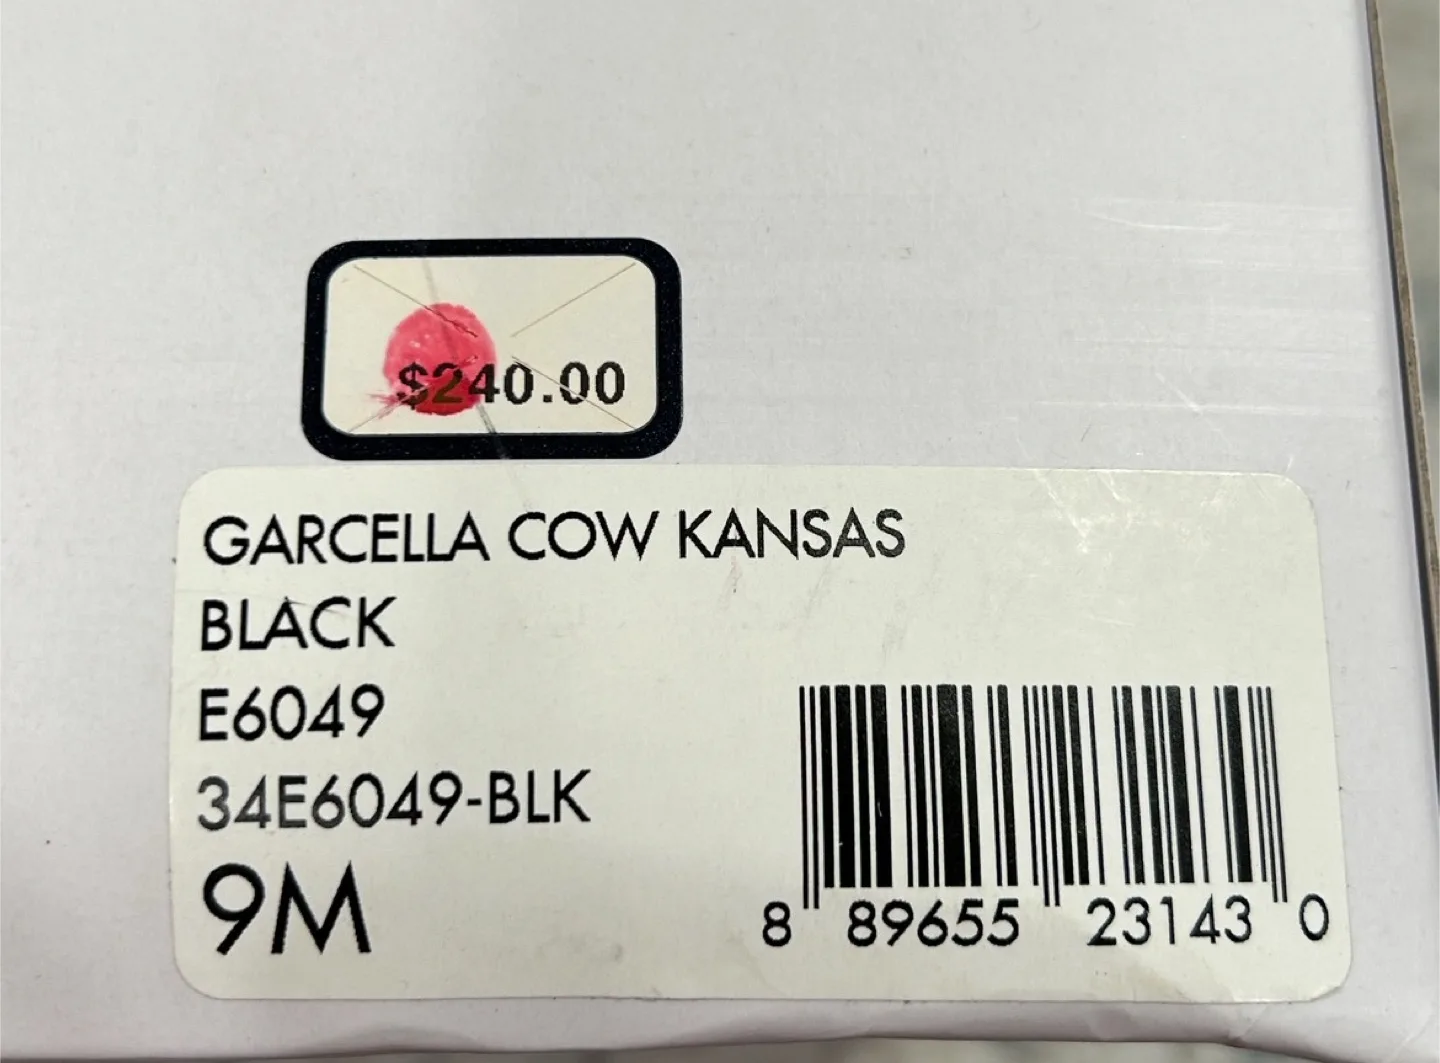 $240.00
GARCELLA COW KANSAS
BLACK
E6049
34E6049-BLK
9M
8 89655 23143 0